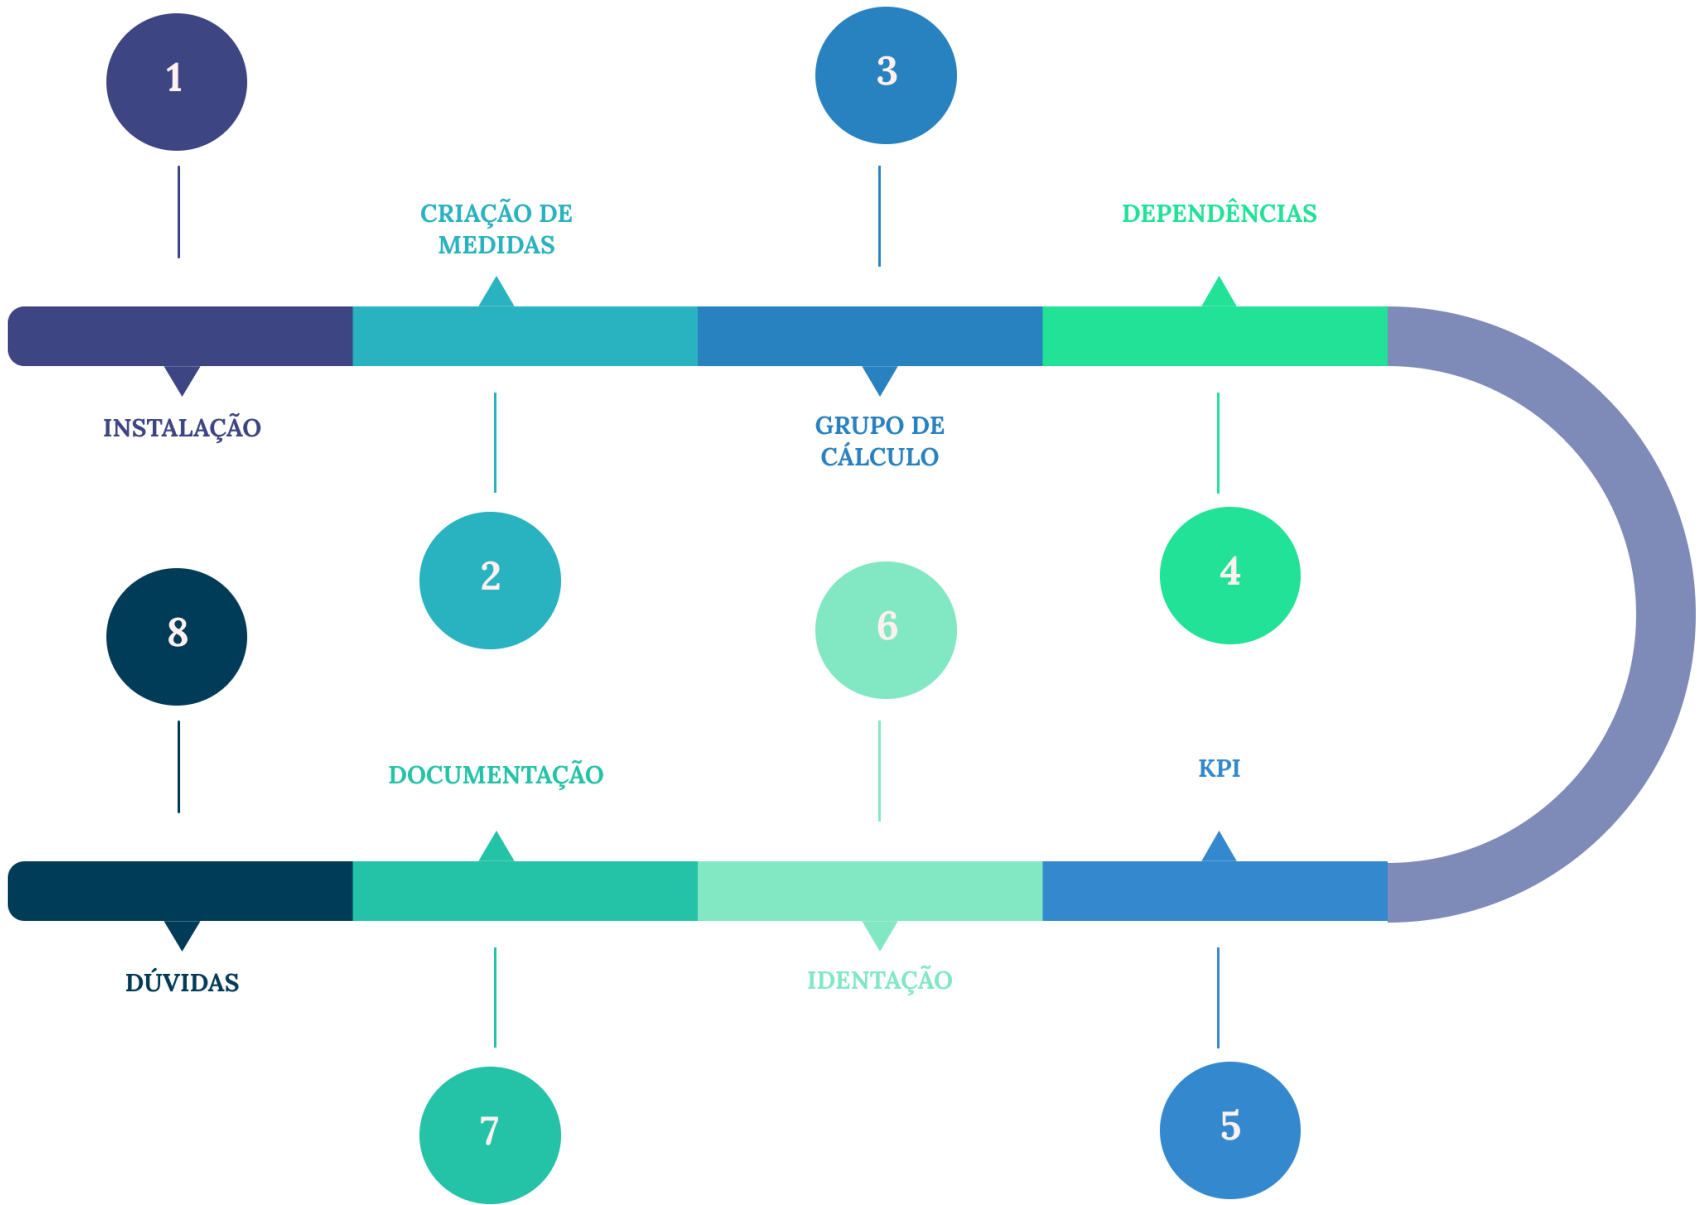 1
3
CRIAÇÃO DE
MEDIDAS
DEPENDÊNCIAS
INSTALAÇÃO
GRUPO DE
CÁLCULO
2
4
8
6
DOCUMENTAÇÃO
KPI
DÚVIDAS
IDENTAÇÃO
7
5